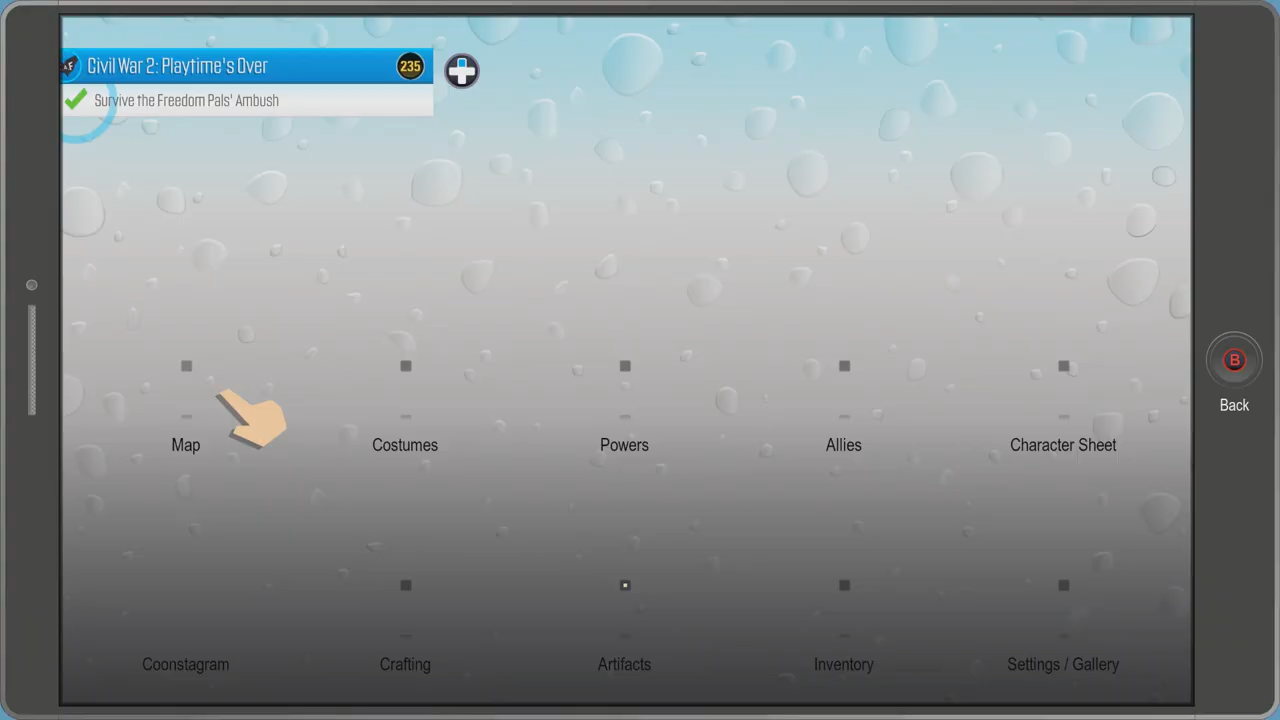 Civil War 2: Playtime's Over 235
Survive the Freedom Pals' Ambush
B
Back
Map Costumes Powers Allies Character Sheet
Coonstagram Crafting Artifacts Inventory Settings / Gallery